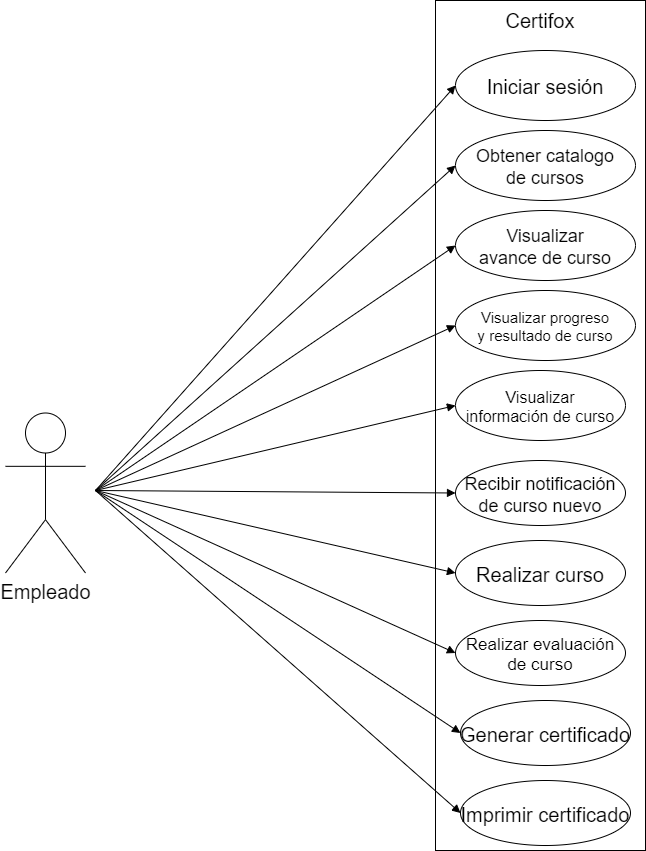 Certifox
Iniciar sesión
Obtener catalogo
de cursos
Visualizar
avance de curso
Visualizar progreso
y resultado de curso
Visualizar
información de curso
Recibir notificación
de curso nuevo
Realizar curso
Realizar evaluación
de curso
Generar certificado
Imprimir certificado
Empleado